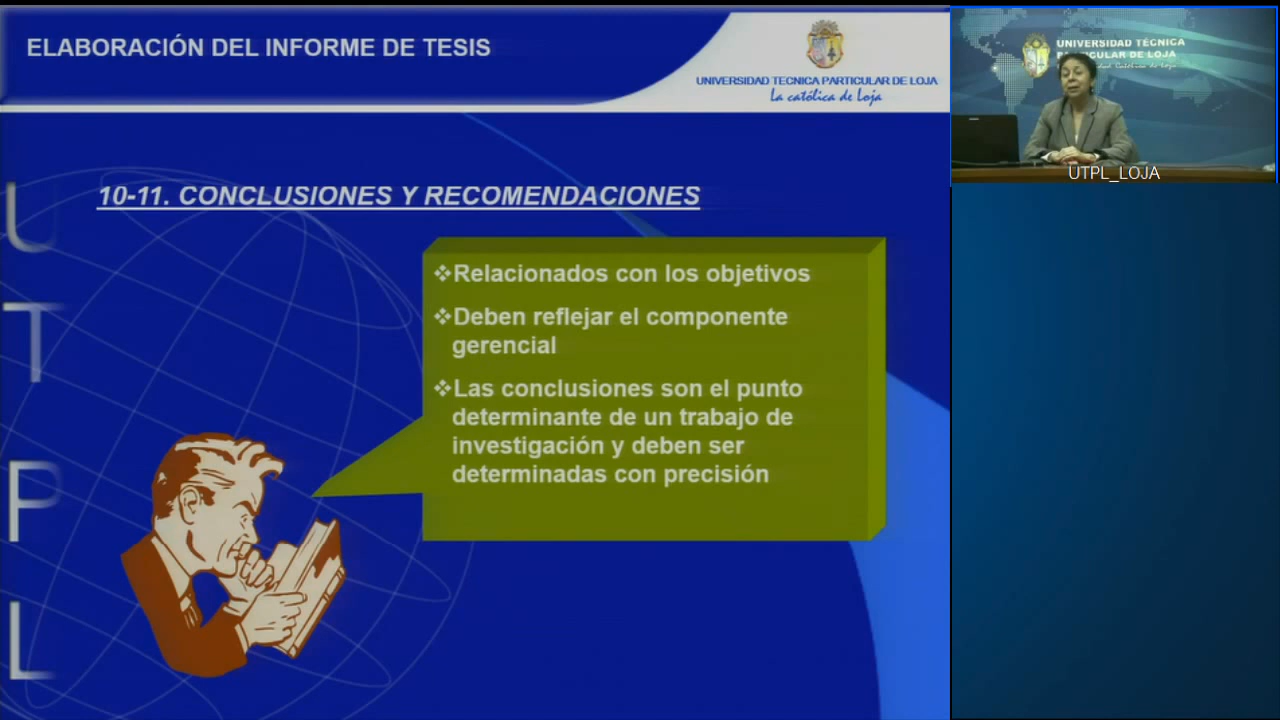 ELABORACIÓN DEL INFORME DE TESIS
UNIVERSIDAD TECNICA PARTICULAR DE LOJA
La católica de Loja
UNIVERSIDAD TÉCNICA
PARTICULAR DE LOJA
UTPL_LOJA
U
T
P
L
10-11. CONCLUSIONES Y RECOMENDACIONES
❖Relacionados con los objetivos
❖Deben reflejar el componente
gerencial
❖Las conclusiones son el punto
determinante de un trabajo de
investigación y deben ser
determinadas con precisión